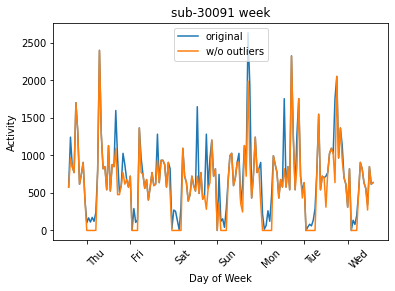 sub-30091 week
original
w/o outliers
2500
2000
1500
1000
500
0
Activity
Thu
Fri
Sat
Sun
Mon
Tue
Wed
Day of Week